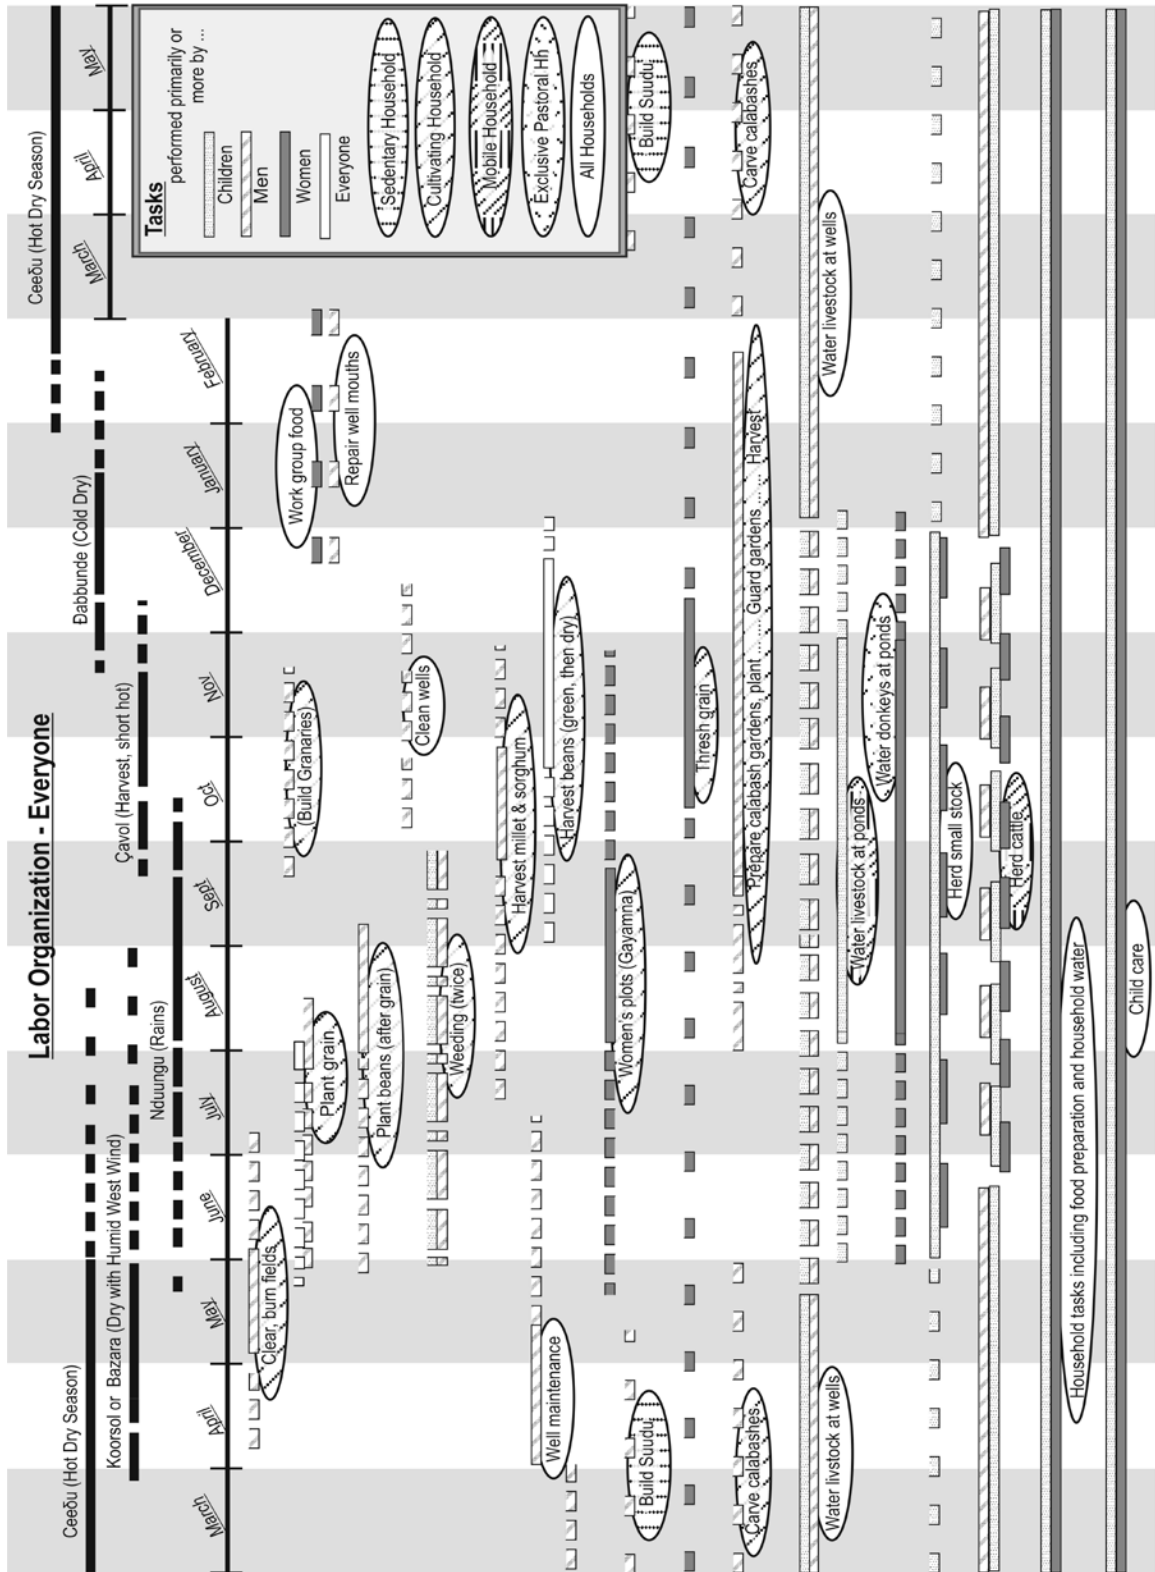 Labor Organization - Everyone
Ceeðu (Hot Dry Season)
Koorsol or Bazara (Dry with Humid West Wind)
Nduungu (Rains)
Çavol (Harvest, short hot)
Đabbunde (Cold Dry)
Ceeðu (Hot Dry Season)
March
April
May
June
July
August
Sept
Oct
Nov
December
January
February
March
April
May
Tasks
performed primarily or
more by ...
Children
Men
Women
Everyone
Sedentary Household
Cultivating Household
Mobile Household
Exclusive Pastoral Hh
All Households
Clear, burn fields
Plant grain
(Build Granaries)
Work group food
Repair well mouths
Plant beans (after grain)
Clean wells
Weeding (twice)
Harvest millet & sorghum
Well maintenance
Harvest beans (green, then dry)
Build Suudu
Women's plots (Gayamna)
Build Suudu
Thresh grain
Carve calabashes
Prepare calabash gardens, plant ...... Guard gardens ...... Harvest
Carve calabashes
Water livstock at wells
Water livestock at ponds
Water donkeys at ponds
Water livestock at wells
Herd small stock
Herd cattle
Household tasks including food preparation and household water
Child care